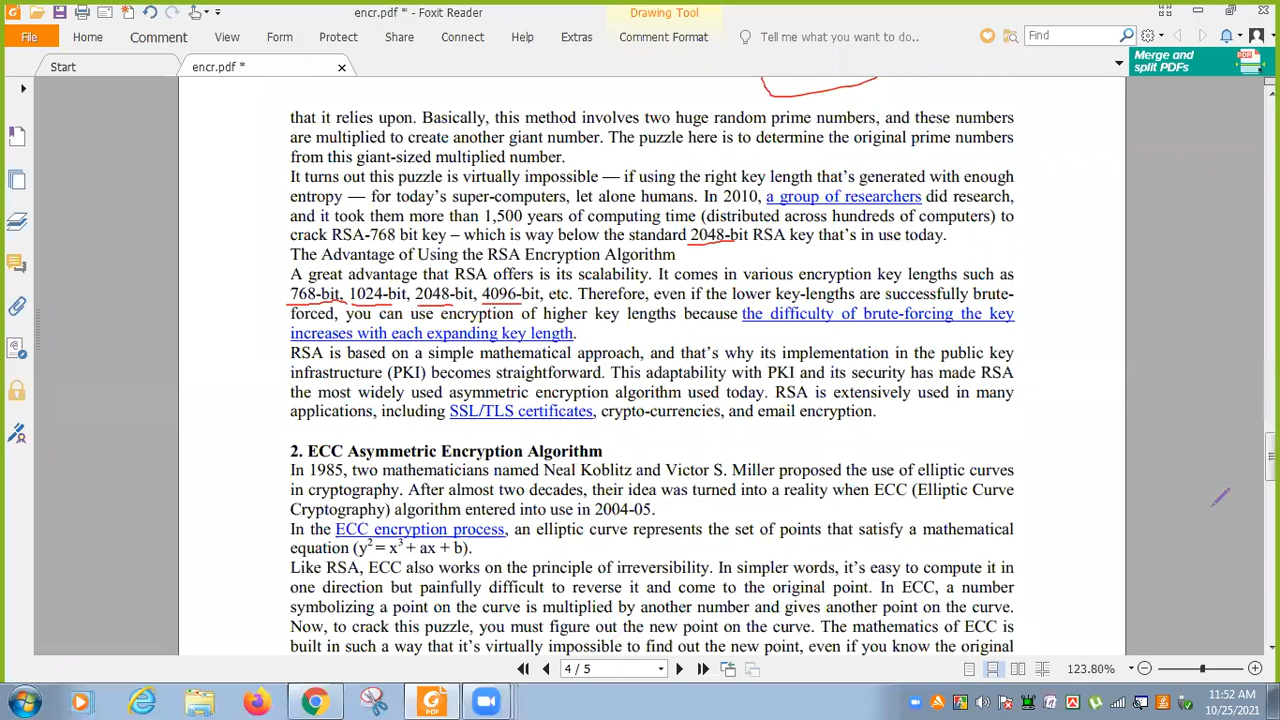 encr.pdf * - Foxit Reader
Drawing Tool
File
Home
Comment
View
Form
Protect
Share
Connect
Help
Extras
Comment Format
Tell me what you want to do..
Find
Start
encr.pdf *
Merge and
split PDFs
that it relies upon. Basically, this method involves two huge random prime numbers, and these numbers
are multiplied to create another giant number. The puzzle here is to determine the original prime numbers
from this giant-sized multiplied number.
It turns out this puzzle is virtually impossible — if using the right key length that's generated with enough
entropy — for today's super-computers, let alone humans. In 2010, a group of researchers did research,
and it took them more than 1,500 years of computing time (distributed across hundreds of computers) to
crack RSA-768 bit key – which is way below the standard 2048-bit RSA key that's in use today.
The Advantage of Using the RSA Encryption Algorithm
A great advantage that RSA offers is its scalability. It comes in various encryption key lengths such as
768-bit, 1024-bit, 2048-bit, 4096-bit, etc. Therefore, even if the lower key-lengths are successfully brute-
forced, you can use encryption of higher key lengths because the difficulty of brute-forcing the key
increases with each expanding key length.
RSA is based on a simple mathematical approach, and that's why its implementation in the public key
infrastructure (PKI) becomes straightforward. This adaptability with PKI and its security has made RSA
the most widely used asymmetric encryption algorithm used today. RSA is extensively used in many
applications, including SSL/TLS certificates, crypto-currencies, and email encryption.
2. ECC Asymmetric Encryption Algorithm
In 1985, two mathematicians named Neal Koblitz and Victor S. Miller proposed the use of elliptic curves
in cryptography. After almost two decades, their idea was turned into a reality when ECC (Elliptic Curve
Cryptography) algorithm entered into use in 2004-05.
In the ECC encryption process, an elliptic curve represents the set of points that satisfy a mathematical
equation (y² = x³ + ax + b).
Like RSA, ECC also works on the principle of irreversibility. In simpler words, it's easy to compute it in
one direction but painfully difficult to reverse it and come to the original point. In ECC, a number
symbolizing a point on the curve is multiplied by another number and gives another point on the curve.
Now, to crack this puzzle, you must figure out the new point on the curve. The mathematics of ECC is
built in such a way that it's virtually impossible to find out the new point, even if you know the original
4 / 5
123.80%
11:52 AM
10/25/2021